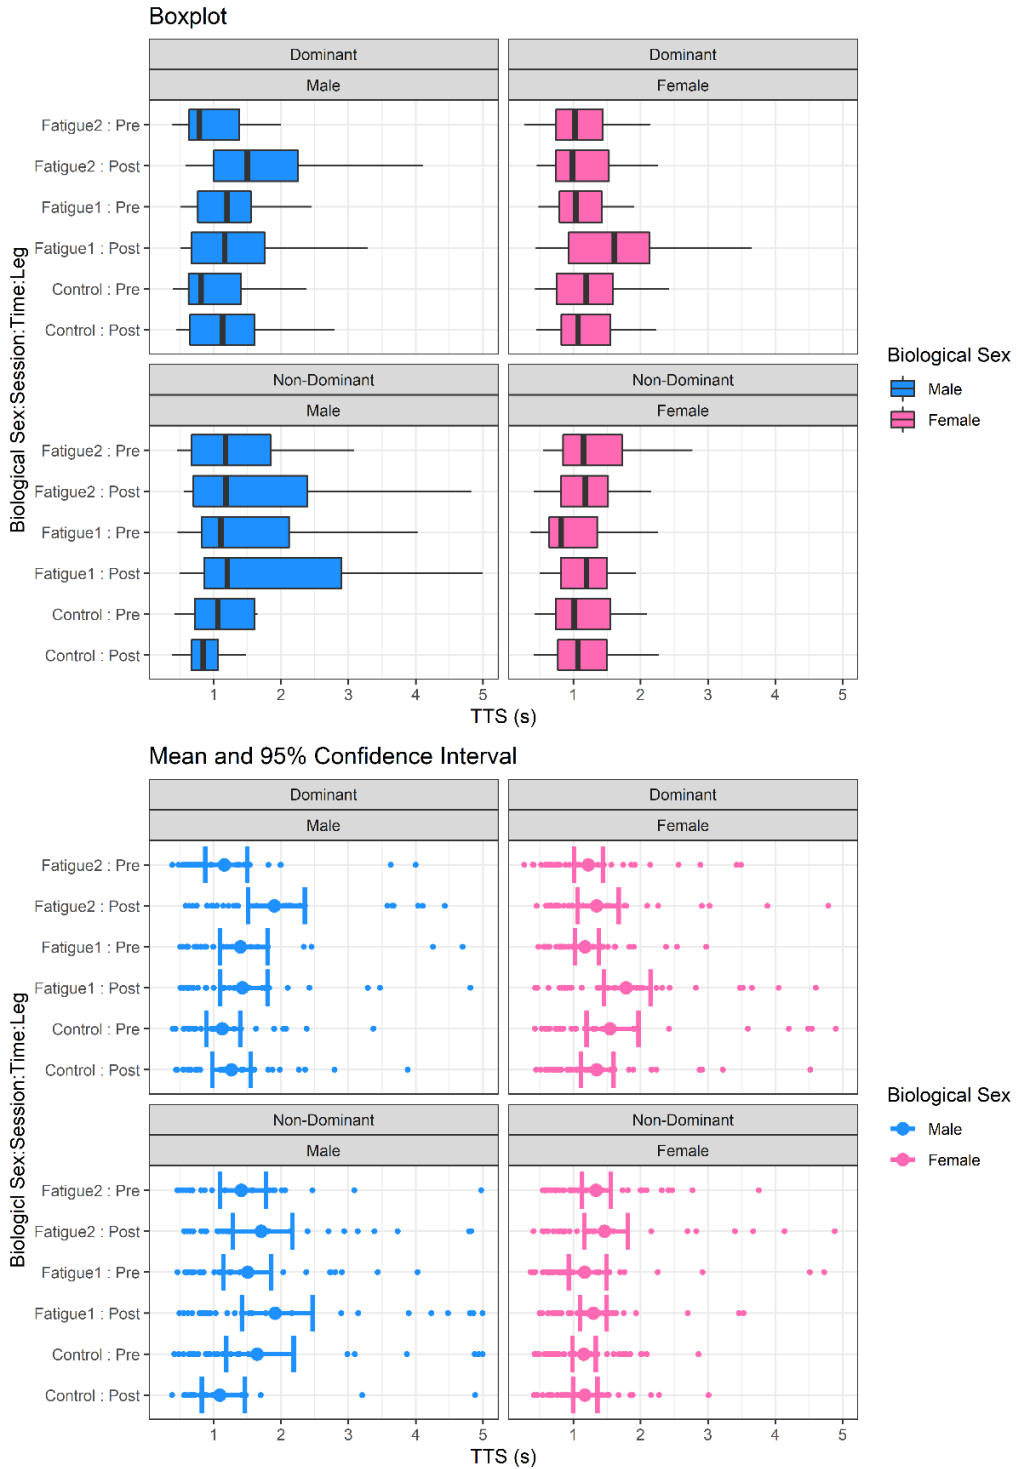 Boxplot
Dominant
Dominant
Male
Female
Fatigue2 : Pre
Fatigue2 : Post
Fatigue1 : Pre
Fatigue1 : Post
Control : Pre
Control : Post
Non-Dominant
Non-Dominant
Male
Female
Fatigue2 : Pre
Fatigue2 : Post
Fatigue1 : Pre
Fatigue1 : Post
Control : Pre
Control : Post
Biological Sex:Session:Time:Leg
1 2 3 4 5
1 2 3 4 5
TTS (s)
Biological Sex
Male
Female
Mean and 95% Confidence Interval
Dominant
Dominant
Male
Female
Fatigue2 : Pre
Fatigue2 : Post
Fatigue1 : Pre
Fatigue1 : Post
Control : Pre
Control : Post
Non-Dominant
Non-Dominant
Male
Female
Fatigue2 : Pre
Fatigue2 : Post
Fatigue1 : Pre
Fatigue1 : Post
Control : Pre
Control : Post
Biologicl Sex:Session:Time:Leg
1 2 3 4 5
1 2 3 4 5
TTS (s)
Biological Sex
Male
Female